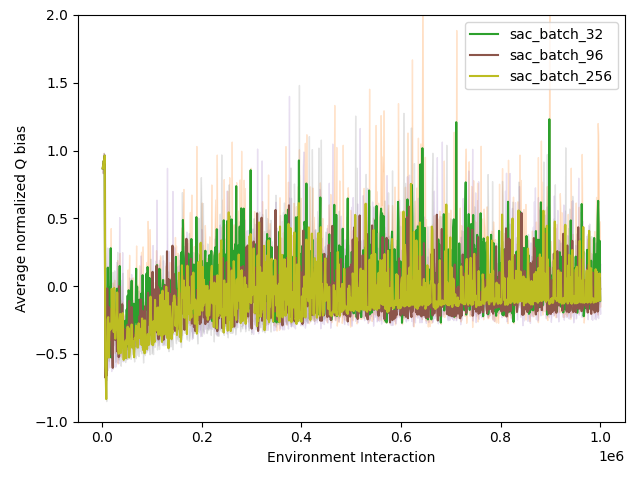 2.0
1.5
1.0
0.5
0.0
−0.5
−1.0
Average normalized Q bias
sac_batch_32
sac_batch_96
sac_batch_256
0.0 0.2 0.4 0.6 0.8 1.0
1e6
Environment Interaction